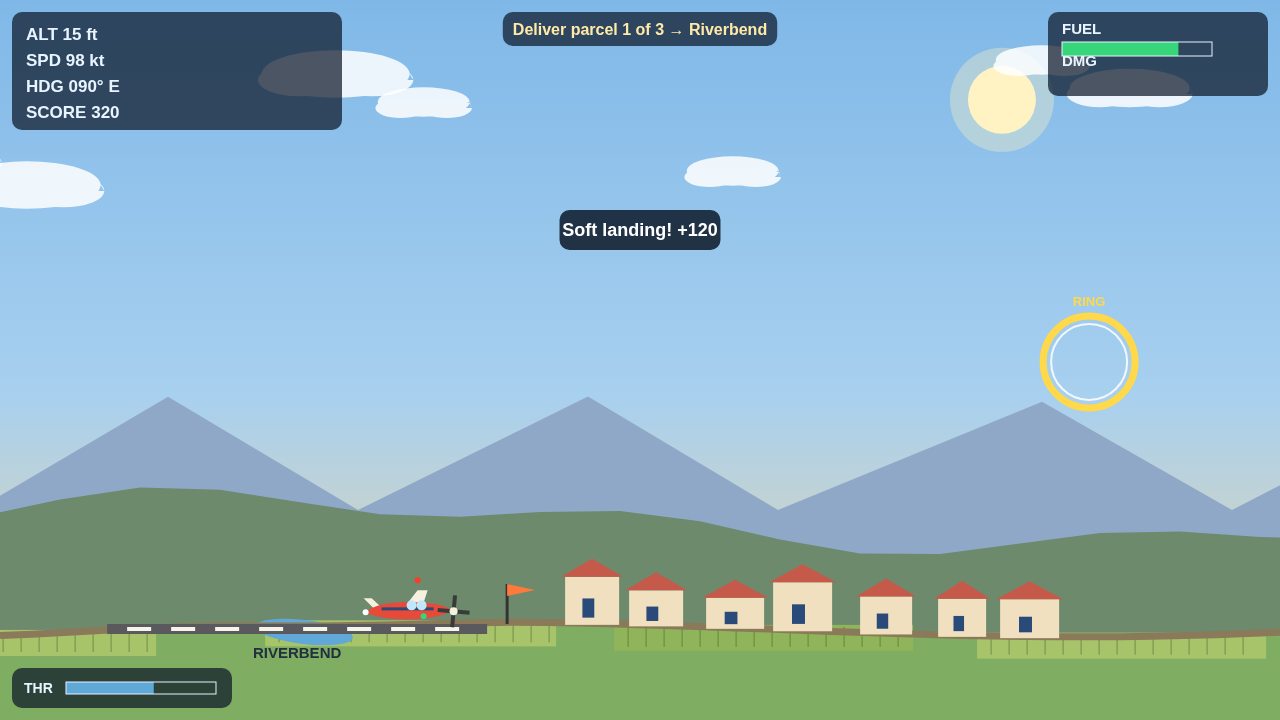 ALT 15 ft
SPD 98 kt
HDG 090° E
SCORE 320
Deliver parcel 1 of 3 → Riverbend
FUEL
DMG
Soft landing! +120
RING
RIVERBEND
THR